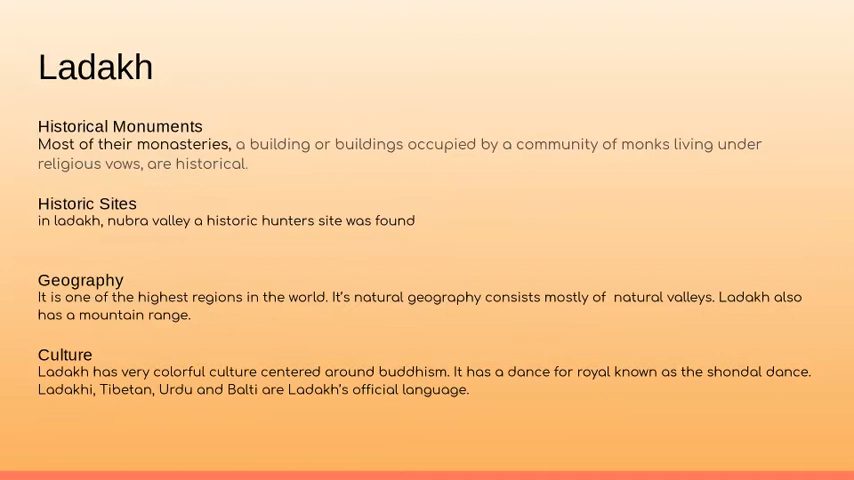 Ladakh
Historical Monuments
Most of their monasteries, a building or buildings occupied by a community of monks living under
religious vows, are historical.
Historic Sites
in ladakh, nubra valley a historic hunters site was found
Geography
It is one of the highest regions in the world. It's natural geography consists mostly of  natural valleys. Ladakh also
has a mountain range.
Culture
Ladakh has very colorful culture centered around buddhism. It has a dance for royal known as the shondal dance.
Ladakhi, Tibetan, Urdu and Balti are Ladakh's official language.